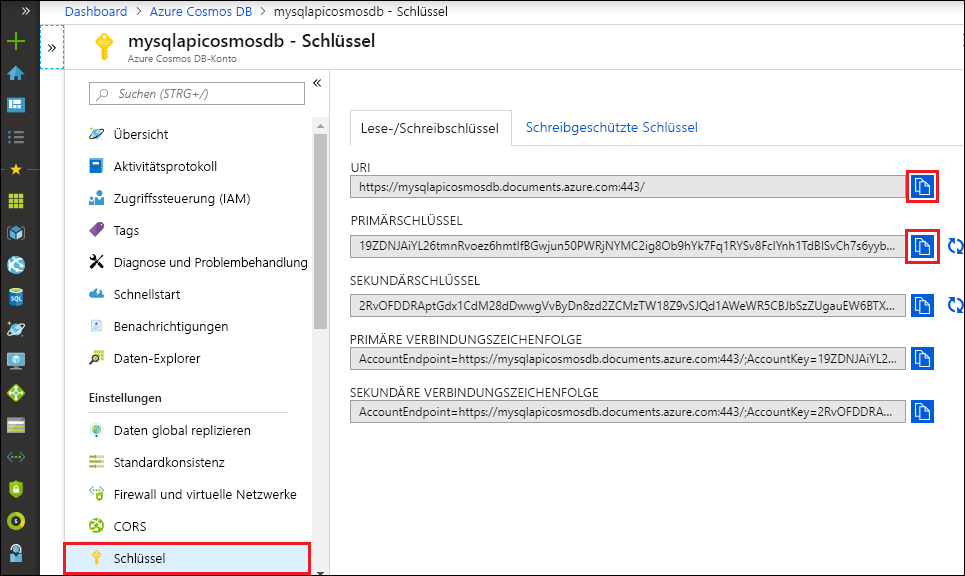 Dashboard > Azure Cosmos DB > mysqlapicosmosdb - Schlüssel
mysqlapicosmosdb - Schlüssel
Azure Cosmos DB-Konto
Suchen (STRG+/)
Übersicht
Aktivitätsprotokoll
Zugriffssteuerung (IAM)
Tags
Diagnose und Problembehandlung
Schnellstart
Benachrichtigungen
Daten-Explorer
Einstellungen
Daten global replizieren
Standardkonsistenz
Firewall und virtuelle Netzwerke
CORS
Schlüssel
Lese-/Schreibschlüssel
Schreibgeschützte Schlüssel
URI
https://mysqlapicosmosdb.documents.azure.com:443/
PRIMÄRSCHLÜSSEL
SEKUNDÄRSCHLÜSSEL
PRIMÄRE VERBINDUNGSZEICHENFOLGE
AccountEndpoint=https://mysqlapicosmosdb.documents.azure.com:443/;AccountKey=19ZDNJAiYL2...
SEKUNDÄRE VERBINDUNGSZEICHENFOLGE
AccountEndpoint=https://mysqlapicosmosdb.documents.azure.com:443/;AccountKey=2RvOFDDRA...